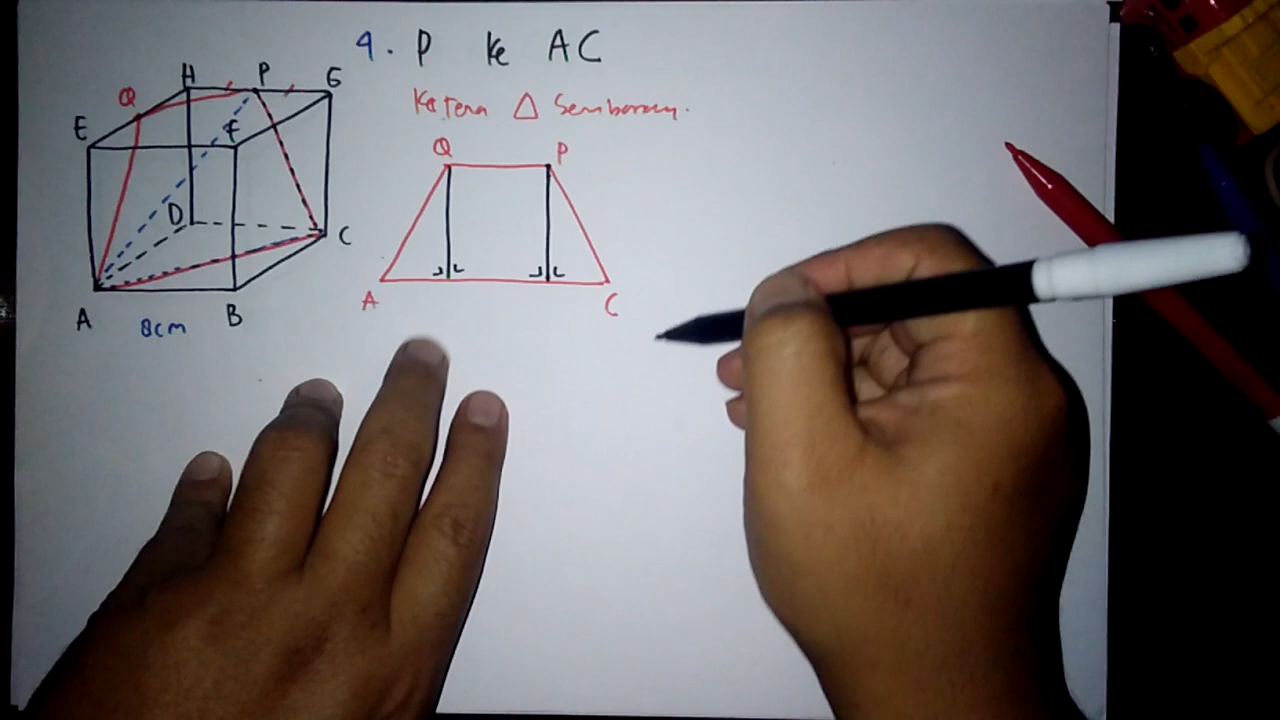 4. P ke AC
Karena △ Sembarang.
H P G
Q
E F
D
C
A B
8cm
Q P
A C